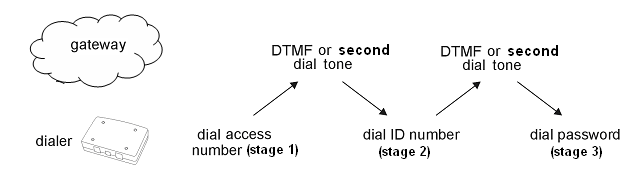 gateway
DTMF or second
dial tone
DTMF or second
dial tone
dialer
dial access
number (stage 1)
dial ID number
(stage 2)
dial password
(stage 3)